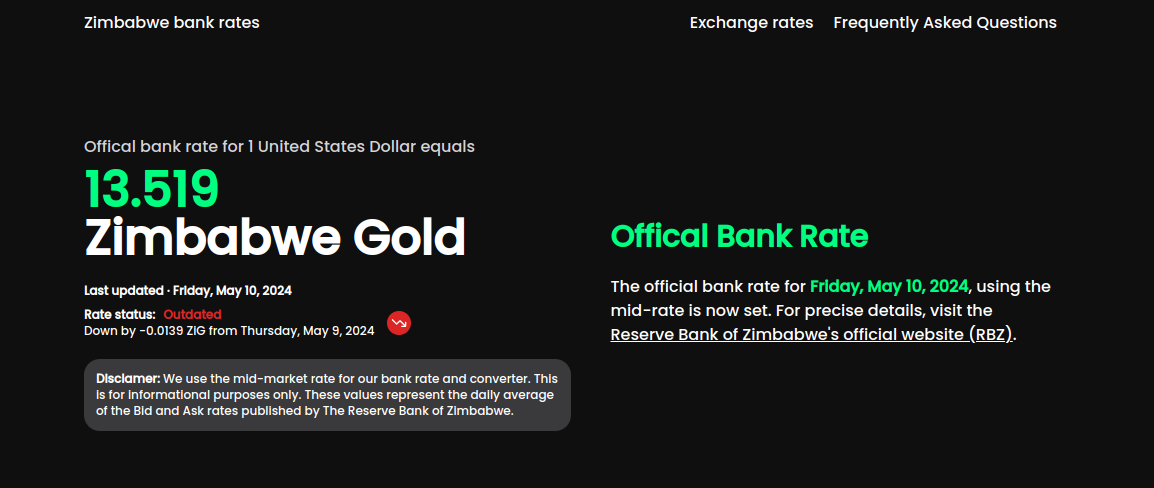 Zimbabwe bank rates
Exchange rates
Frequently Asked Questions
Offical bank rate for 1 United States Dollar equals
13.519
Zimbabwe Gold
Last updated · Friday, May 10, 2024
Rate status: Outdated
Down by -0.0139 ZIG from Thursday, May 9, 2024
Disclamer: We use the mid-market rate for our bank rate and converter. This
is for informational purposes only. These values represent the daily average
of the Bid and Ask rates published by The Reserve Bank of Zimbabwe.
Offical Bank Rate
The official bank rate for Friday, May 10, 2024, using the
mid-rate is now set. For precise details, visit the
Reserve Bank of Zimbabwe's official website (RBZ).